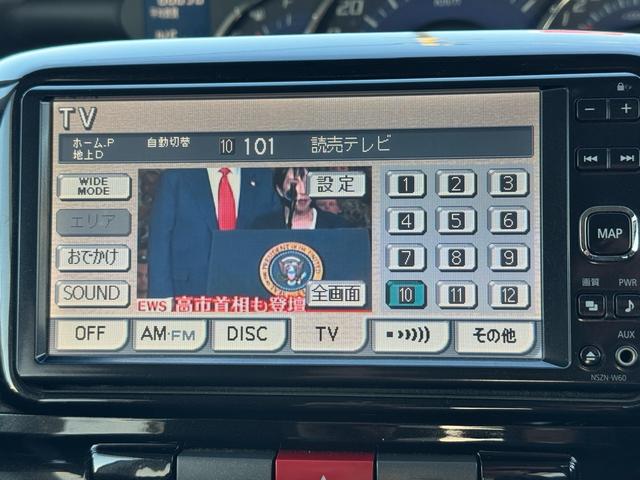 20
TV
ホーム.P 自動切替 10 101 読売テレビ
地上D
WIDE MODE
設定
1 2 3
エリア
4 5 6
おでかけ
7 8 9
SOUND
全画面
10 11 12
EWS 高市首相も登壇
OFF AM・FM DISC TV その他
MAP
画質 PWR
AUX
NSZN-W60